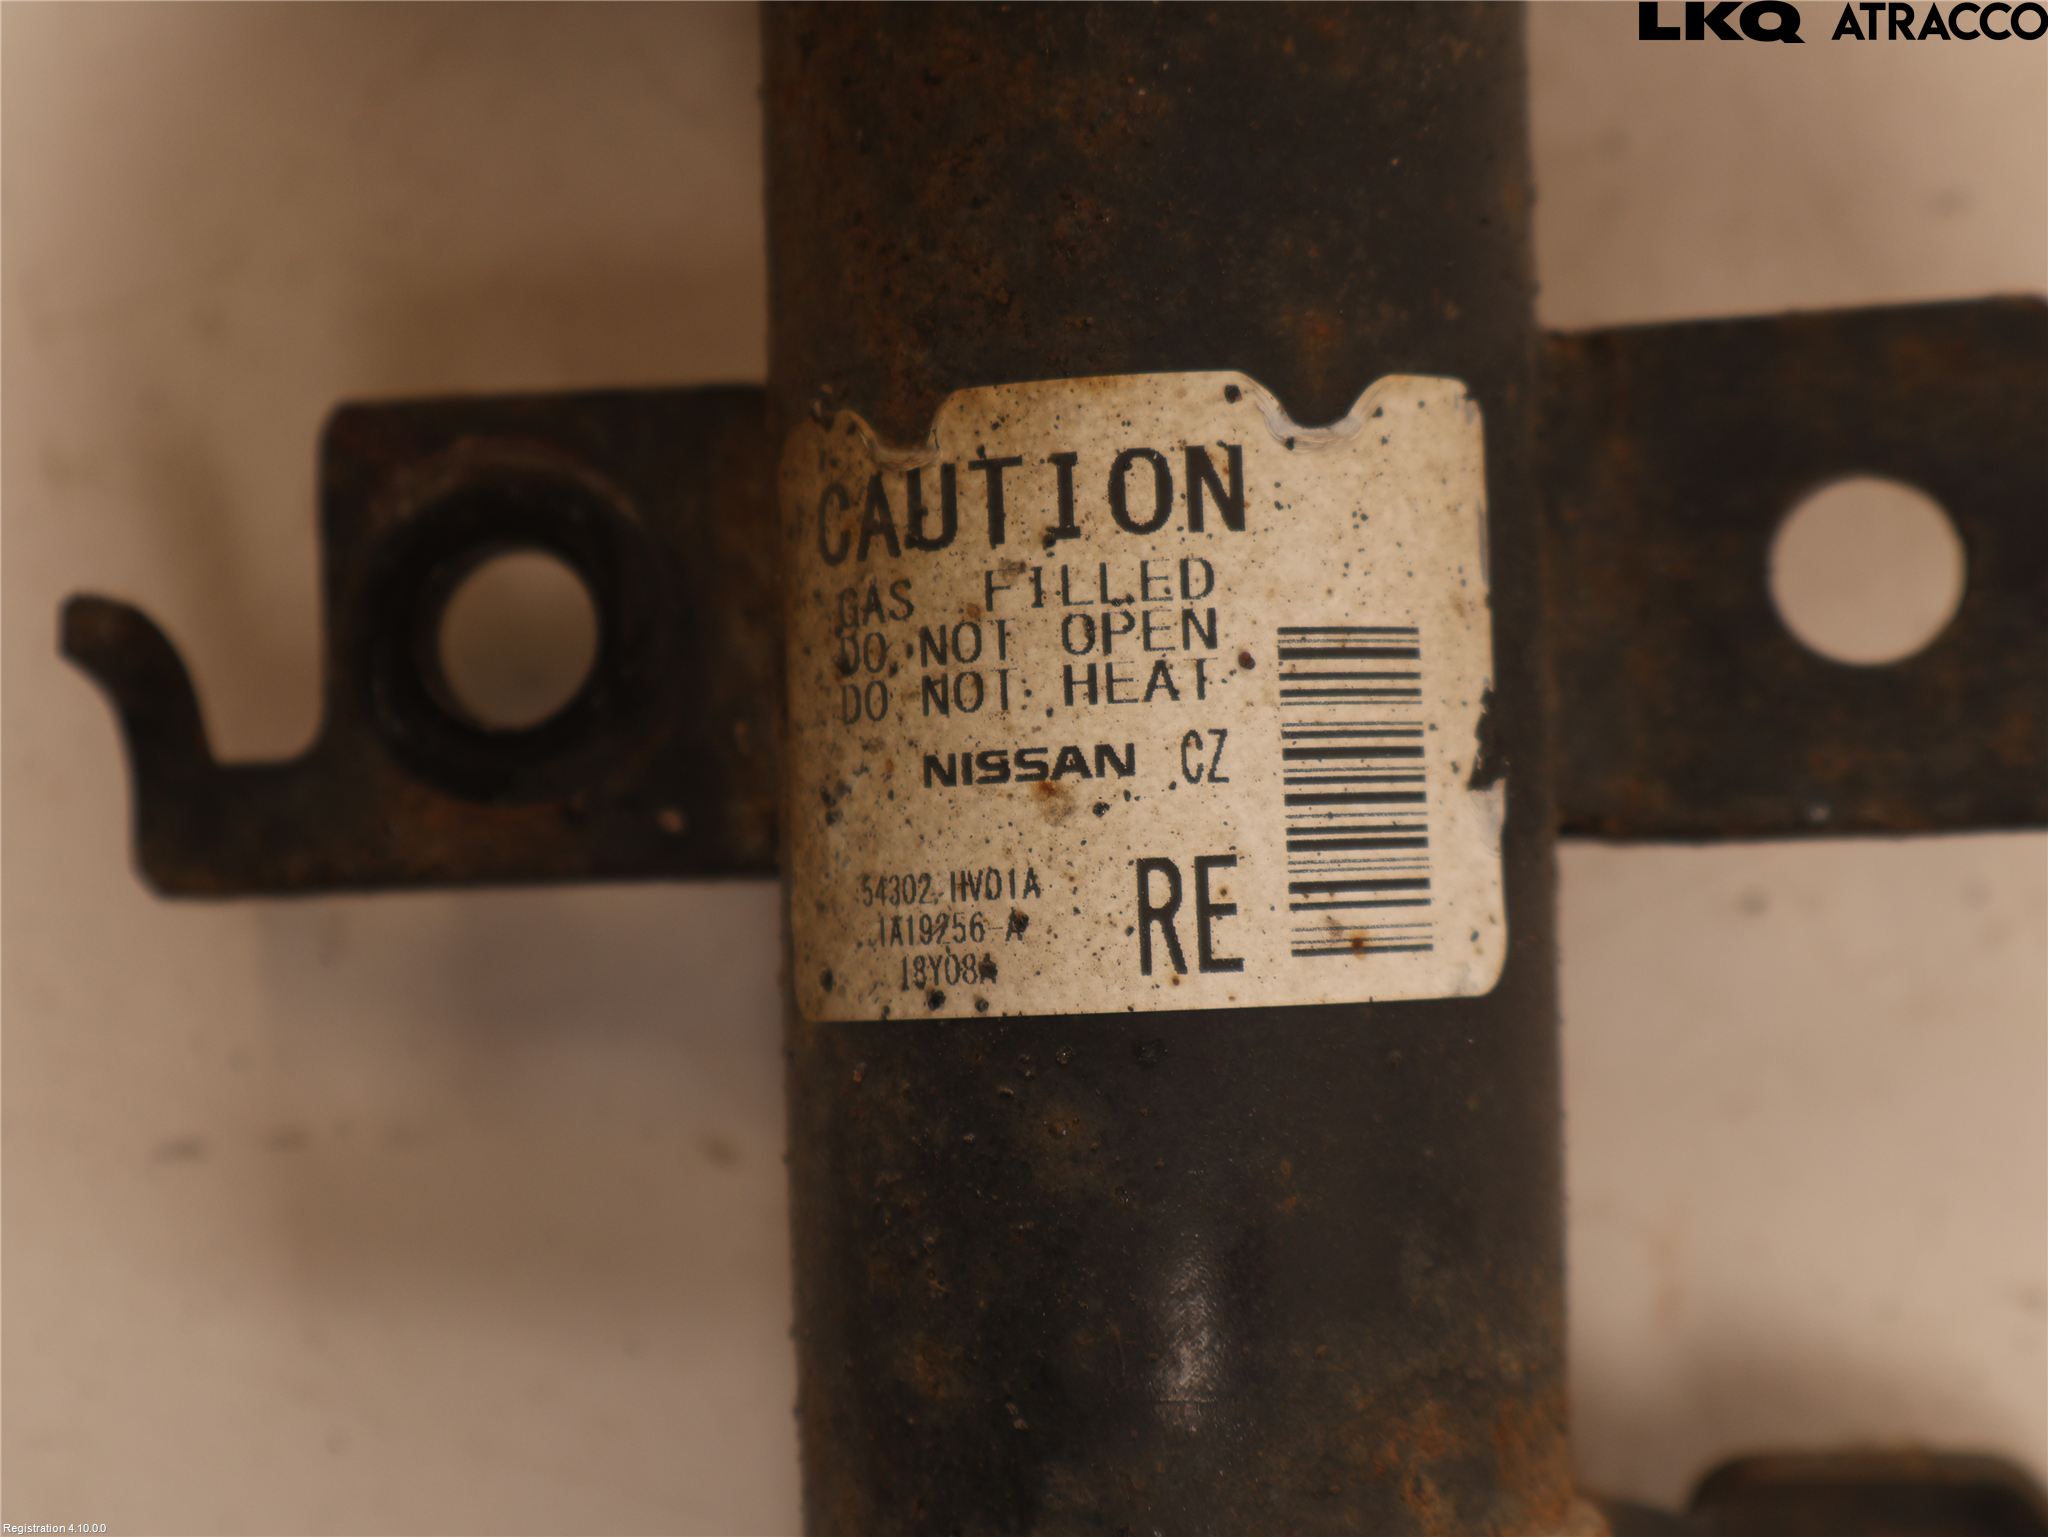 LKQ ATRACCO
CAUTION
GAS FILLED
DO NOT OPEN
DO NOT HEAT
NISSAN CZ
54302 HV01A
RE
1A19256-A
18Y08A
Registration 4.10.0.0